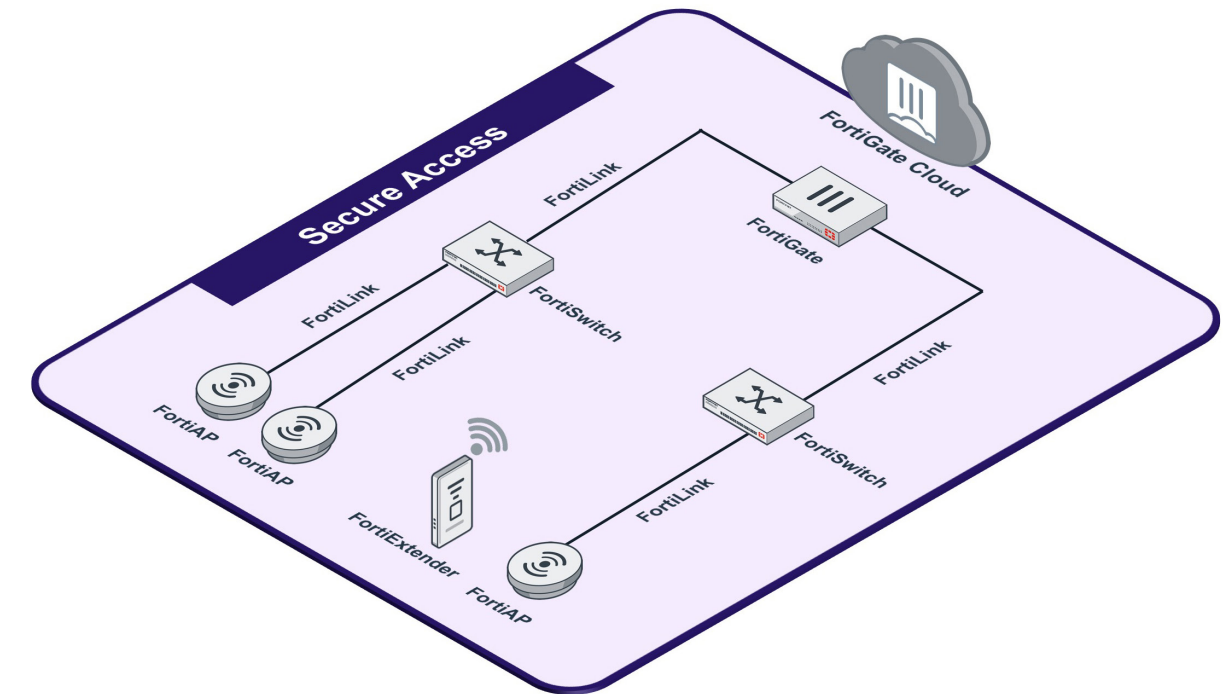 Secure Access
FortiGate Cloud
FortiLink
FortiGate
FortiLink
FortiSwitch
FortiLink
FortiLink
FortiAP
FortiAP
FortiSwitch
FortiLink
FortiExtender
FortiAP